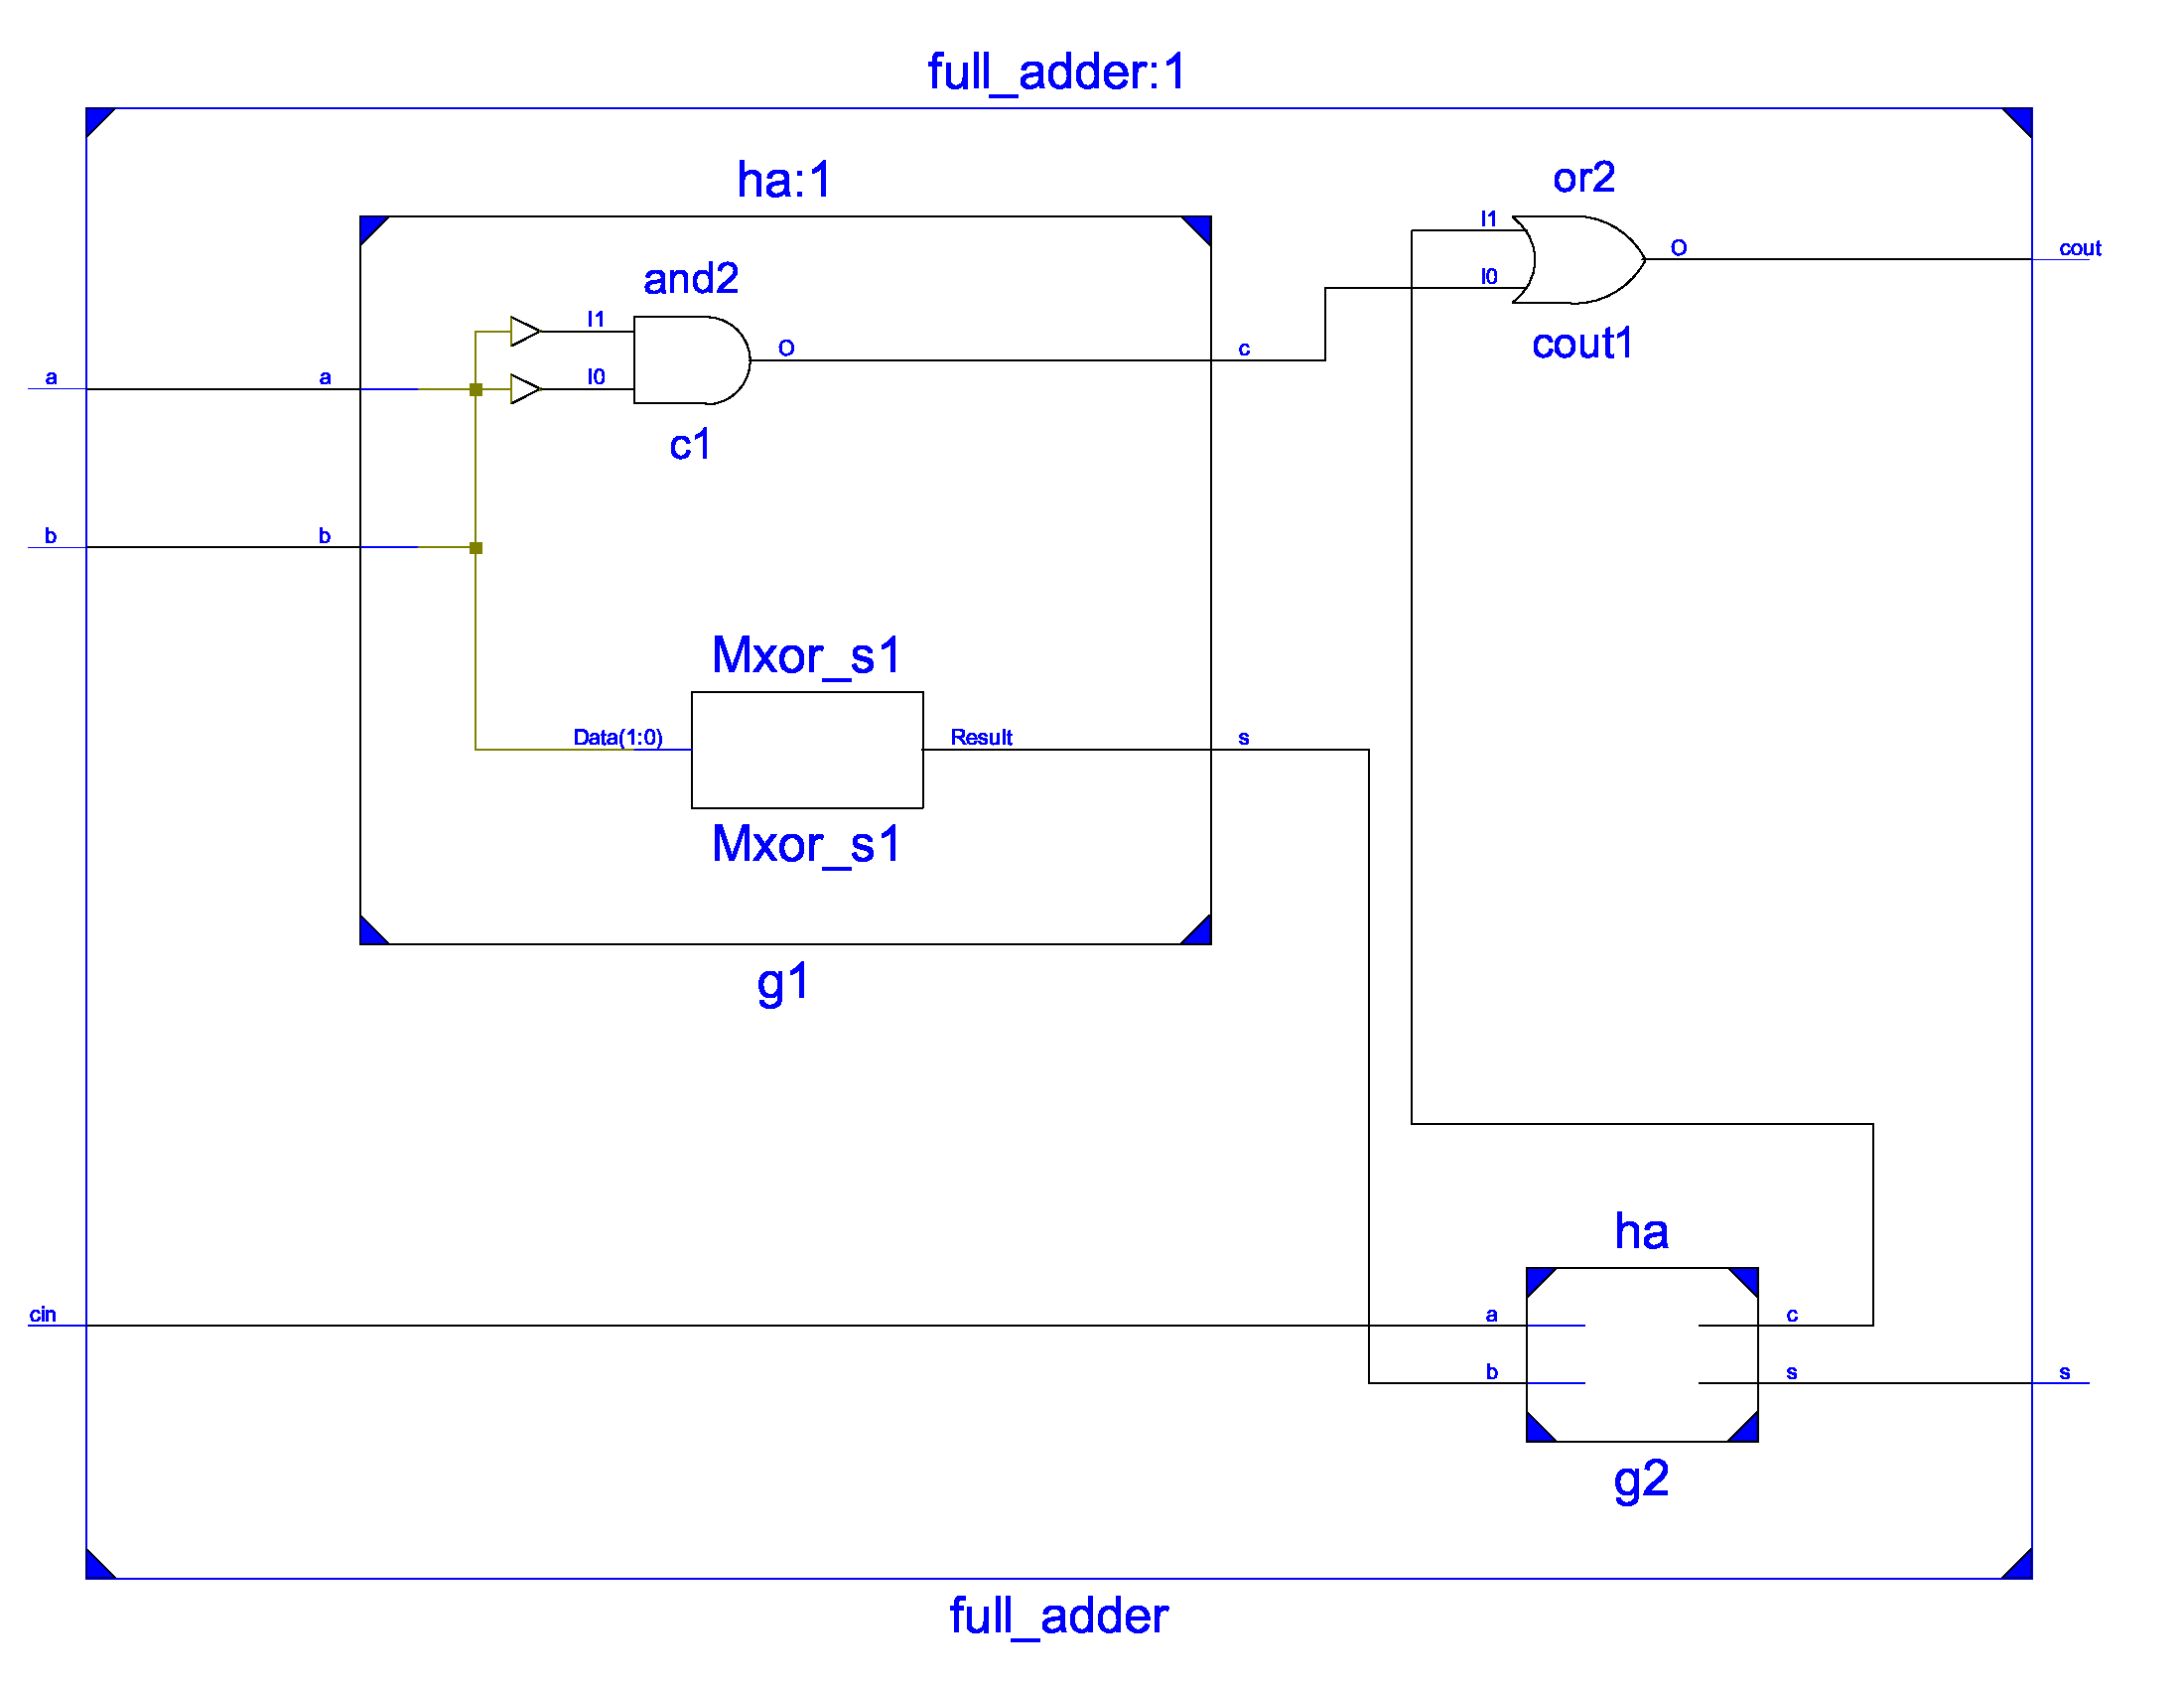 full_adder:1
ha:1
or2
I1
cout
O
I0
and2
I1
O
c
cout1
a
a
I0
c1
b
b
Mxor_s1
Data(1:0)
Result
s
Mxor_s1
g1
ha
cin
a
c
b
s
s
g2
full_adder